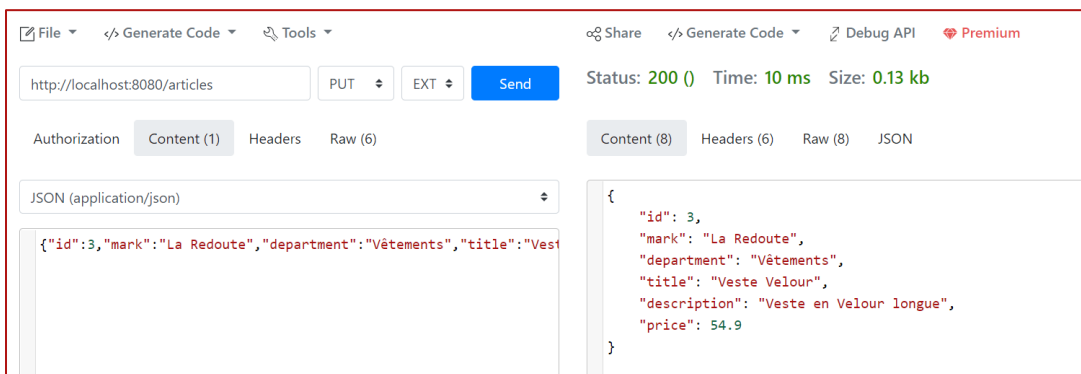 File </> Generate Code Tools
http://localhost:8080/articles PUT EXT Send
Authorization Content (1) Headers Raw (6)
JSON (application/json)
{"id":3,"mark":"La Redoute","department":"Vêtements","title":"Vest
Share </> Generate Code Debug API Premium
Status: 200 () Time: 10 ms Size: 0.13 kb
Content (8) Headers (6) Raw (8) JSON
{
"id": 3,
"mark": "La Redoute",
"department": "Vêtements",
"title": "Veste Velour",
"description": "Veste en Velour longue",
"price": 54.9
}